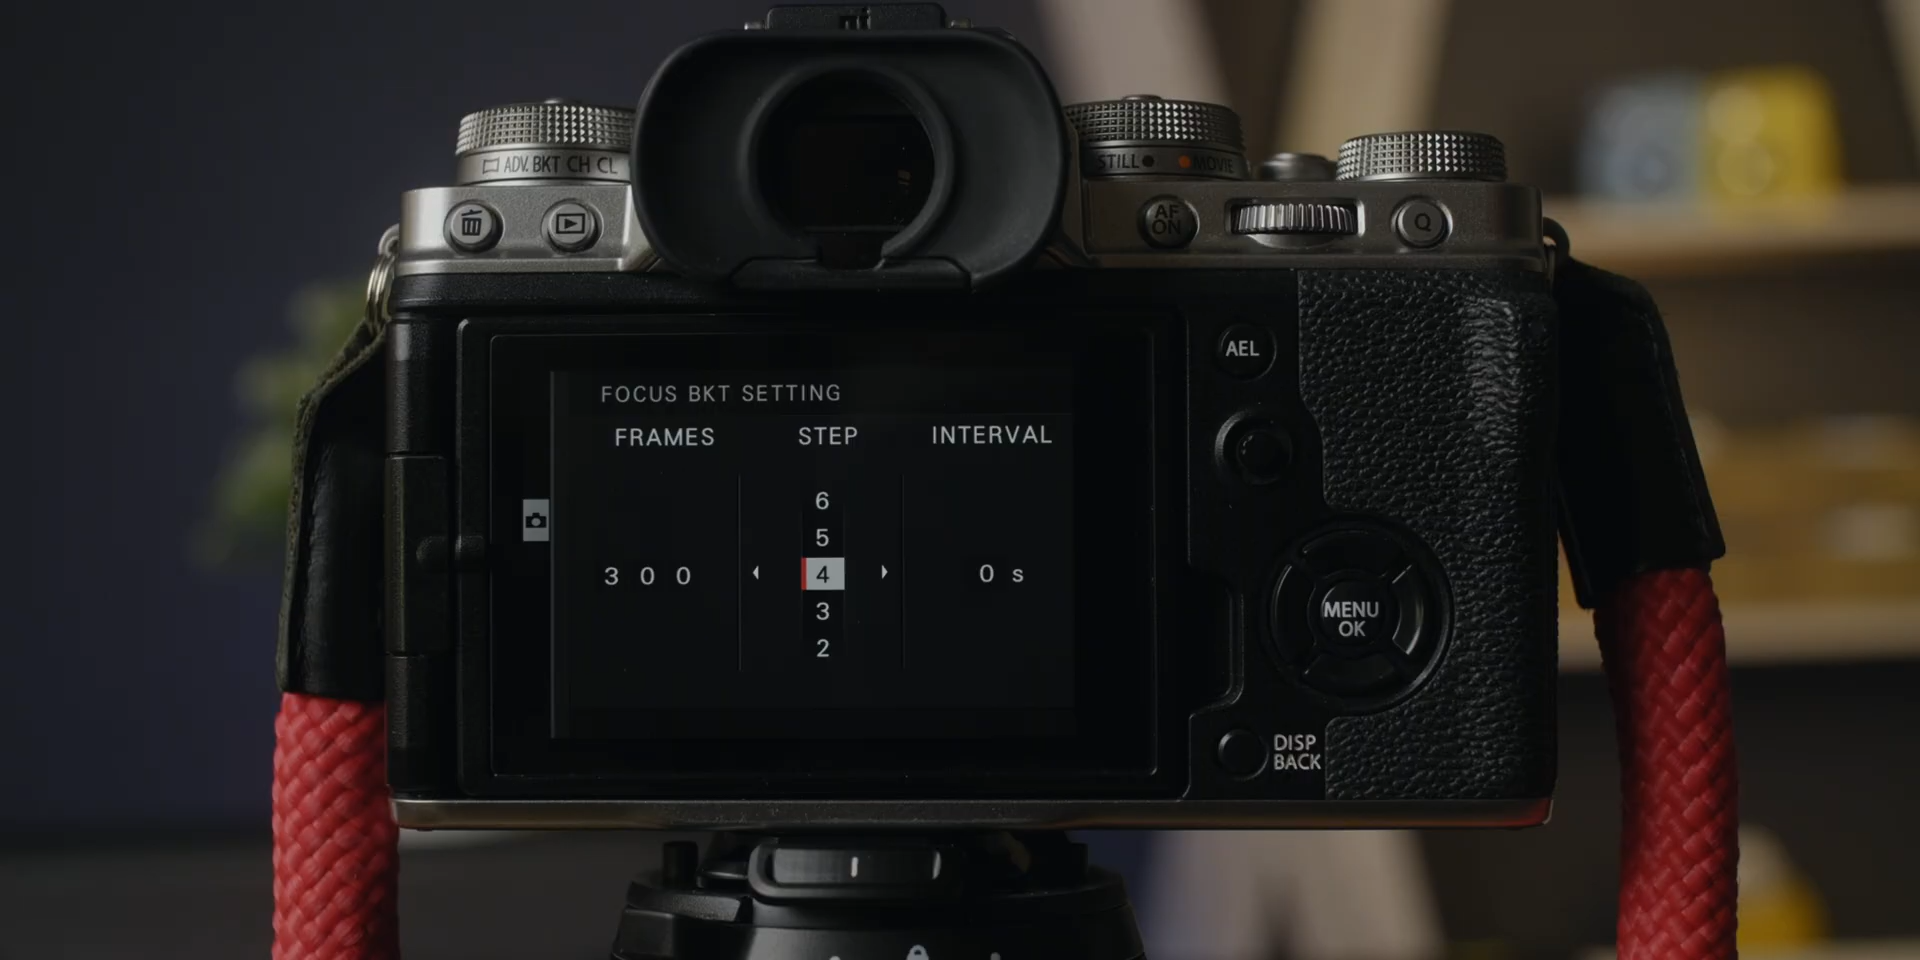 ADV. BKT CH CL
STILL MOVIE
AF
ON
Q
AEL
FOCUS BKT SETTING
FRAMES STEP INTERVAL
6
5
300 4 0 s
3
2
MENU
OK
DISP
BACK